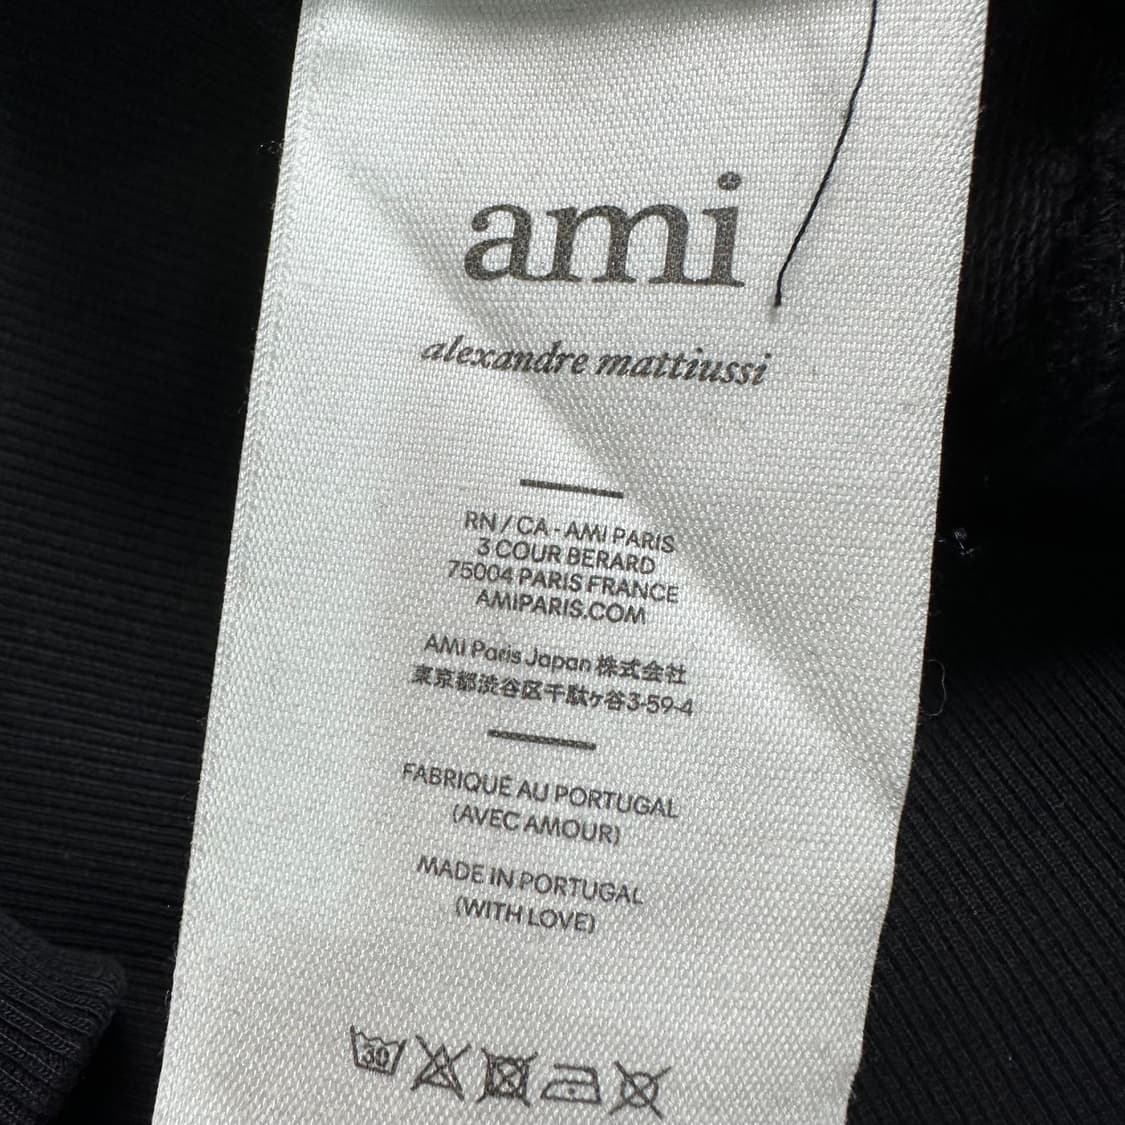 ami
alexandre mattiussi
RN / CA - AMI PARIS
3 COUR BERARD
75004 PARIS FRANCE
AMIPARIS.COM
AMI Paris Japan 株式会社
東京都渋谷区千駄ヶ谷3-59-4
FABRIQUÉ AU PORTUGAL
(AVEC AMOUR)
MADE IN PORTUGAL
(WITH LOVE)
30